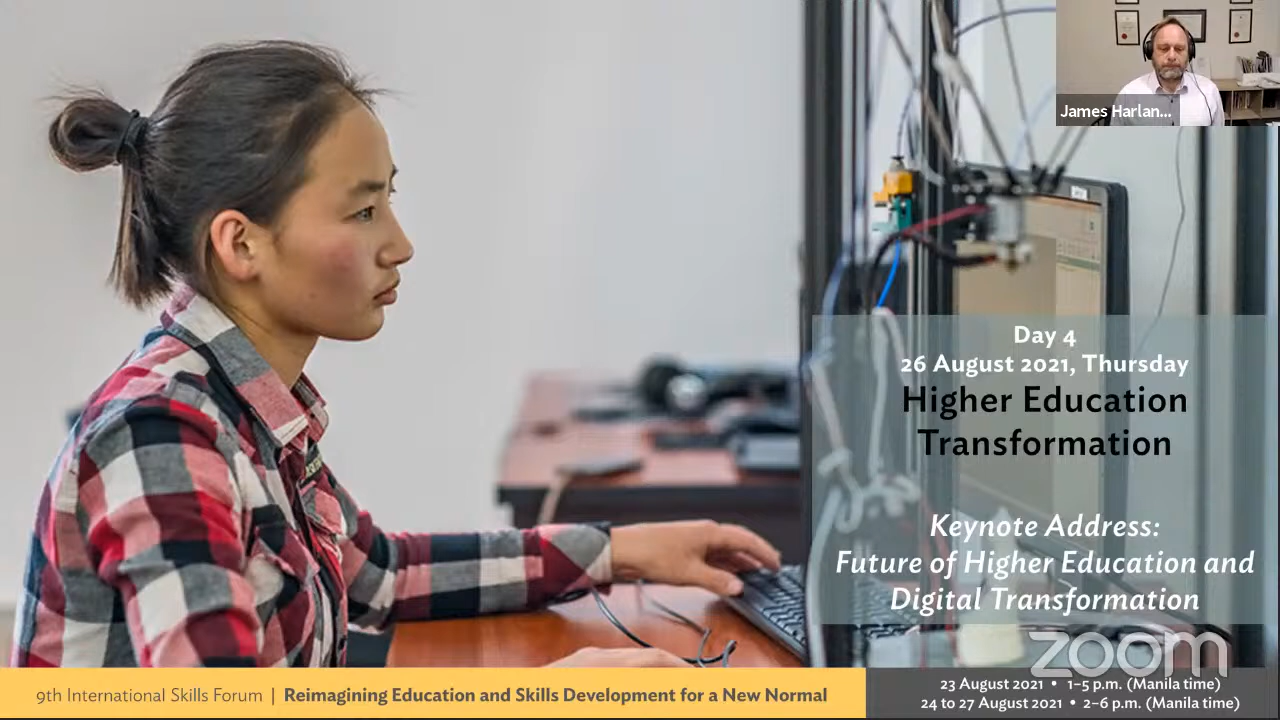 James Harlan...
Day 4
26 August 2021, Thursday
Higher Education
Transformation
Keynote Address:
Future of Higher Education and
Digital Transformation
zoom
9th International Skills Forum | Reimagining Education and Skills Development for a New Normal
23 August 2021 • 1–5 p.m. (Manila time)
24 to 27 August 2021 • 2–6 p.m. (Manila time)